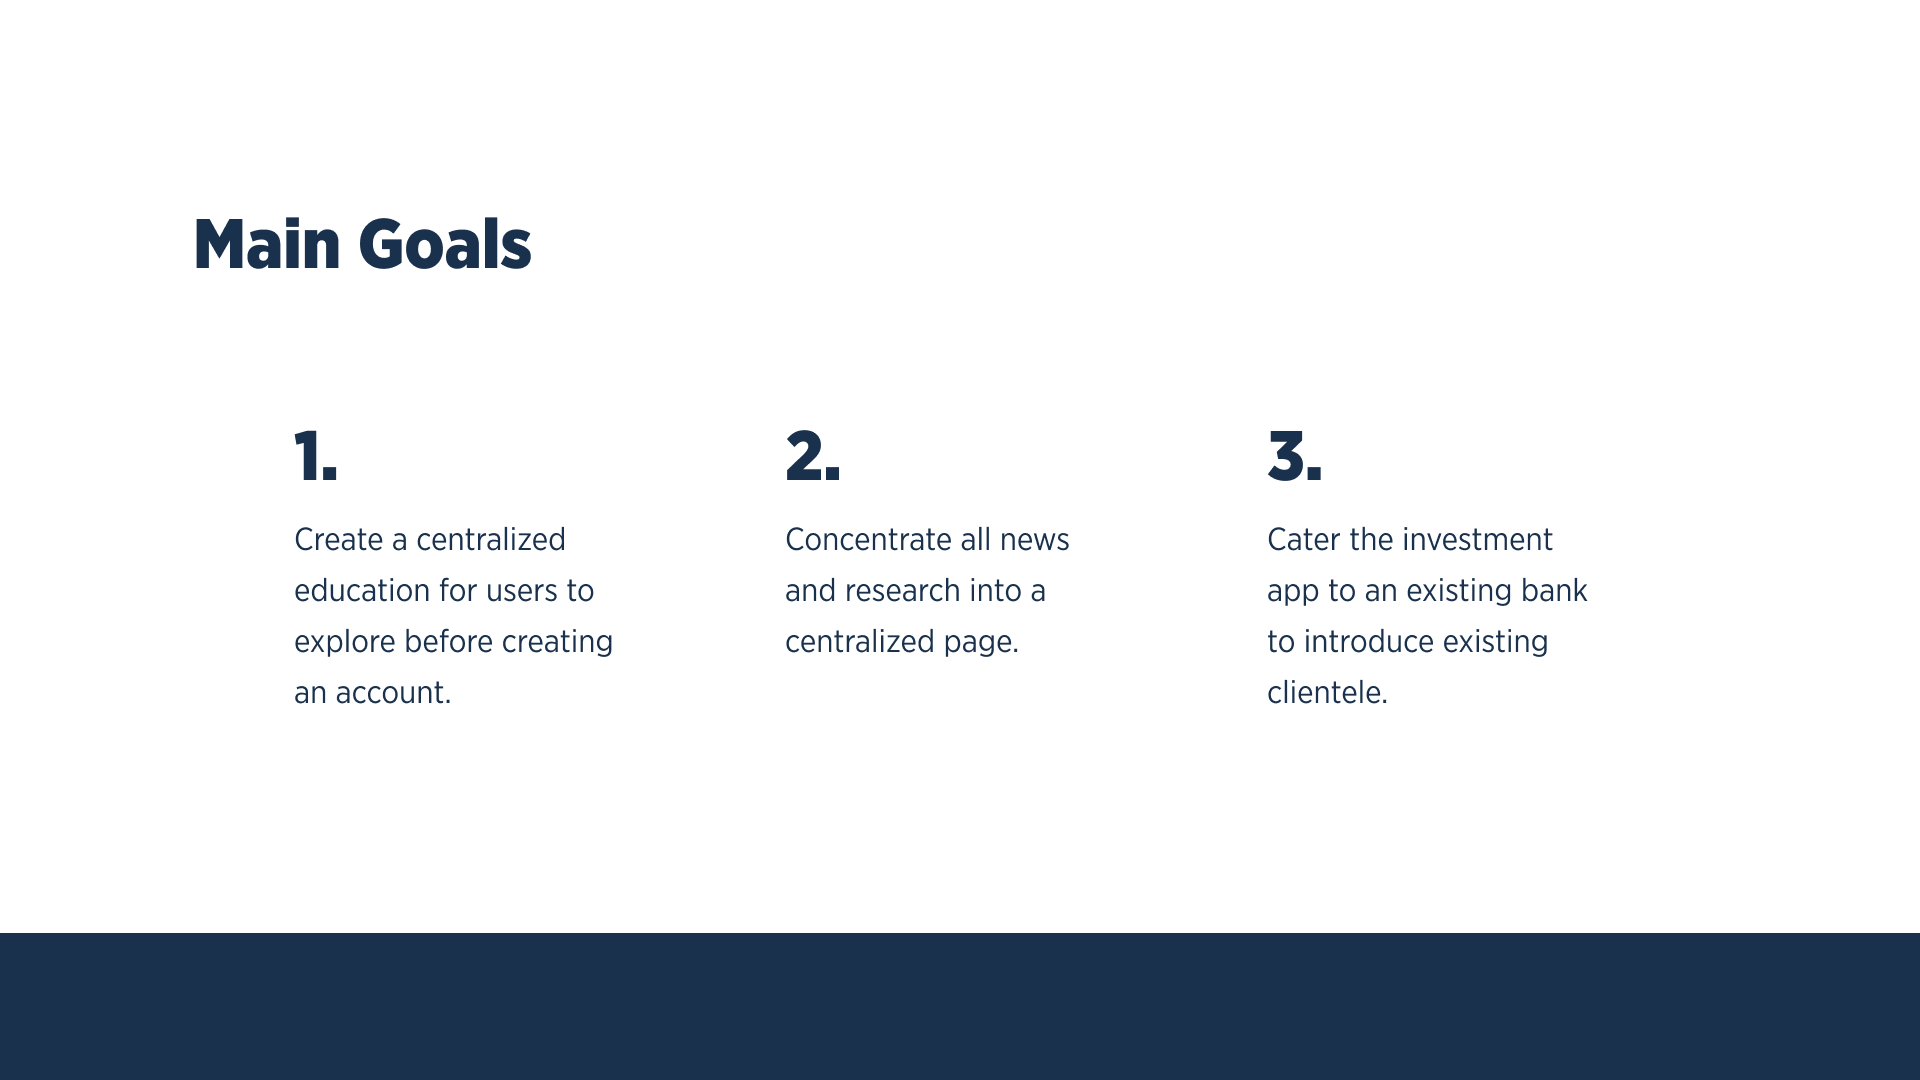 Main Goals
1.
Create a centralized
education for users to
explore before creating
an account.
2.
Concentrate all news
and research into a
centralized page.
3.
Cater the investment
app to an existing bank
to introduce existing
clientele.